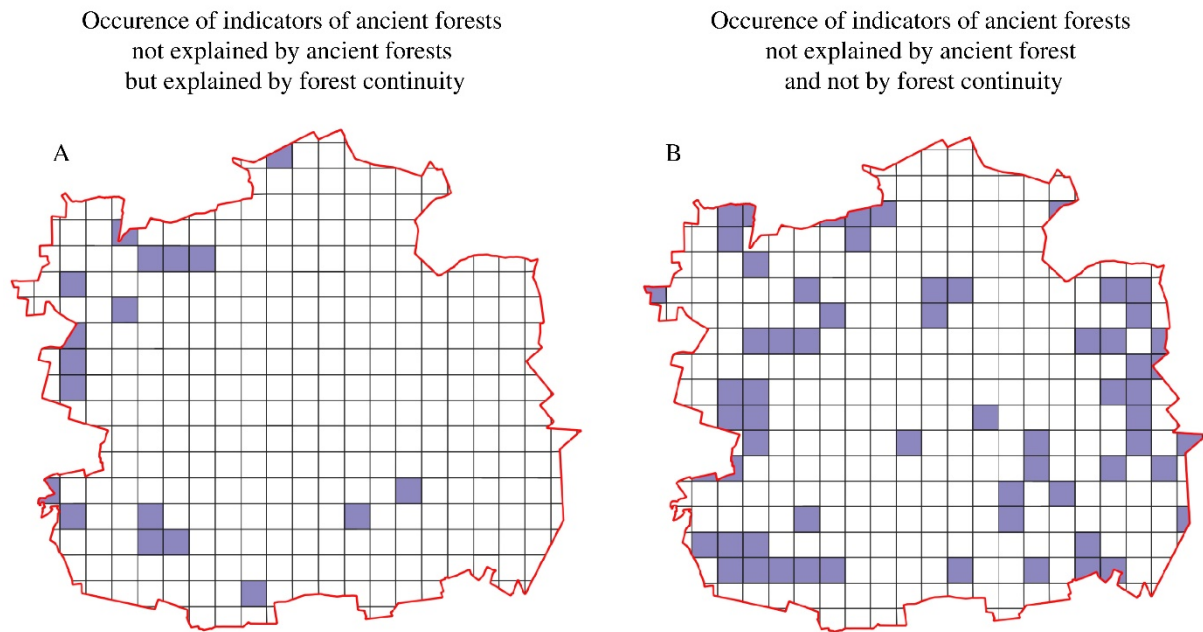 Occurence of indicators of ancient forests
not explained by ancient forests
but explained by forest continuity
Occurence of indicators of ancient forests
not explained by ancient forest
and not by forest continuity
A
B